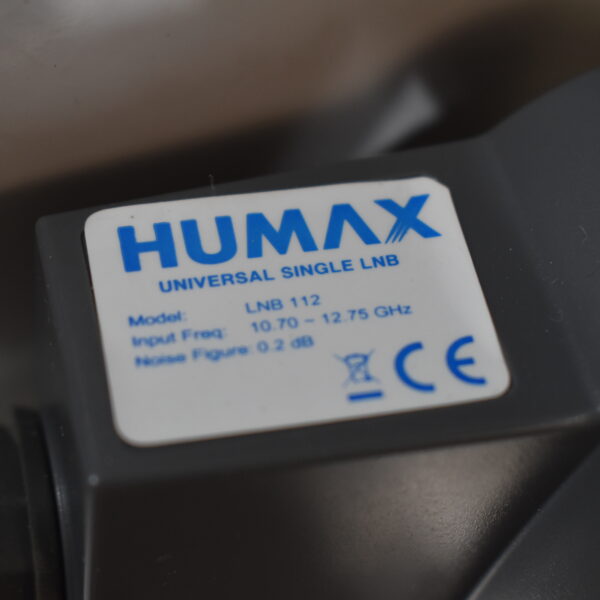 HUMAX
UNIVERSAL SINGLE LNB
Model: LNB 112
Input Freq: 10.70 ~ 12.75 GHz
Noise Figure: 0.2 dB
CE